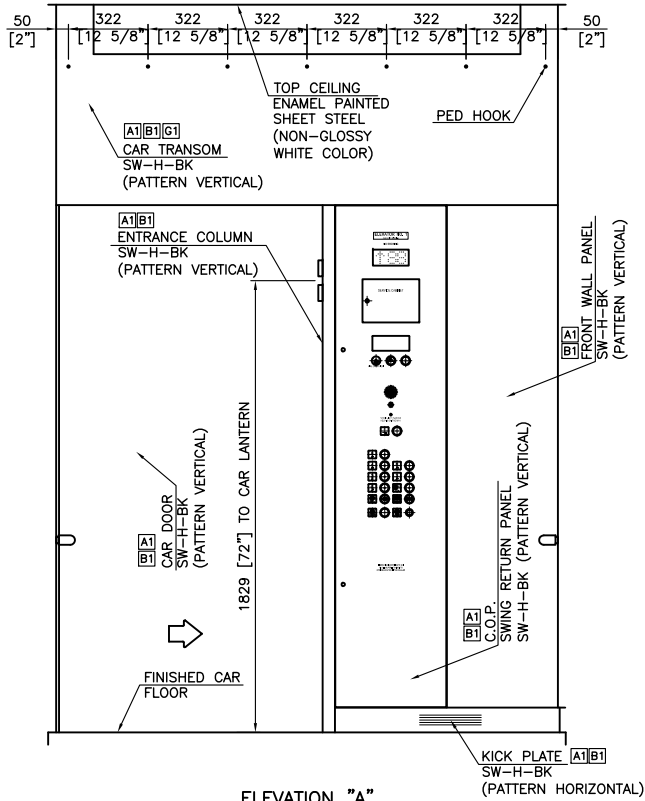 50 322 322 322 322 322 322 50
[2"] [12 5/8"] [12 5/8"] [12 5/8"] [12 5/8"] [12 5/8"] [12 5/8"] [2"]
TOP CEILING
ENAMEL PAINTED
SHEET STEEL
(NON-GLOSSY
WHITE COLOR)
PED HOOK
A1 B1 G1
CAR TRANSOM
SW-H-BK
(PATTERN VERTICAL)
A1 B1
ENTRANCE COLUMN
SW-H-BK
(PATTERN VERTICAL)
A1
B1
FRONT WALL PANEL
SW-H-BK
(PATTERN VERTICAL)
A1
B1
CAR DOOR
SW-H-BK
(PATTERN VERTICAL)
1829 [72"] TO CAR LANTERN
A1
B1
C.O.P.
SWING RETURN PANEL
SW-H-BK (PATTERN VERTICAL)
FINISHED CAR
FLOOR
KICK PLATE A1 B1
SW-H-BK
(PATTERN HORIZONTAL)
ELEVATION "A"